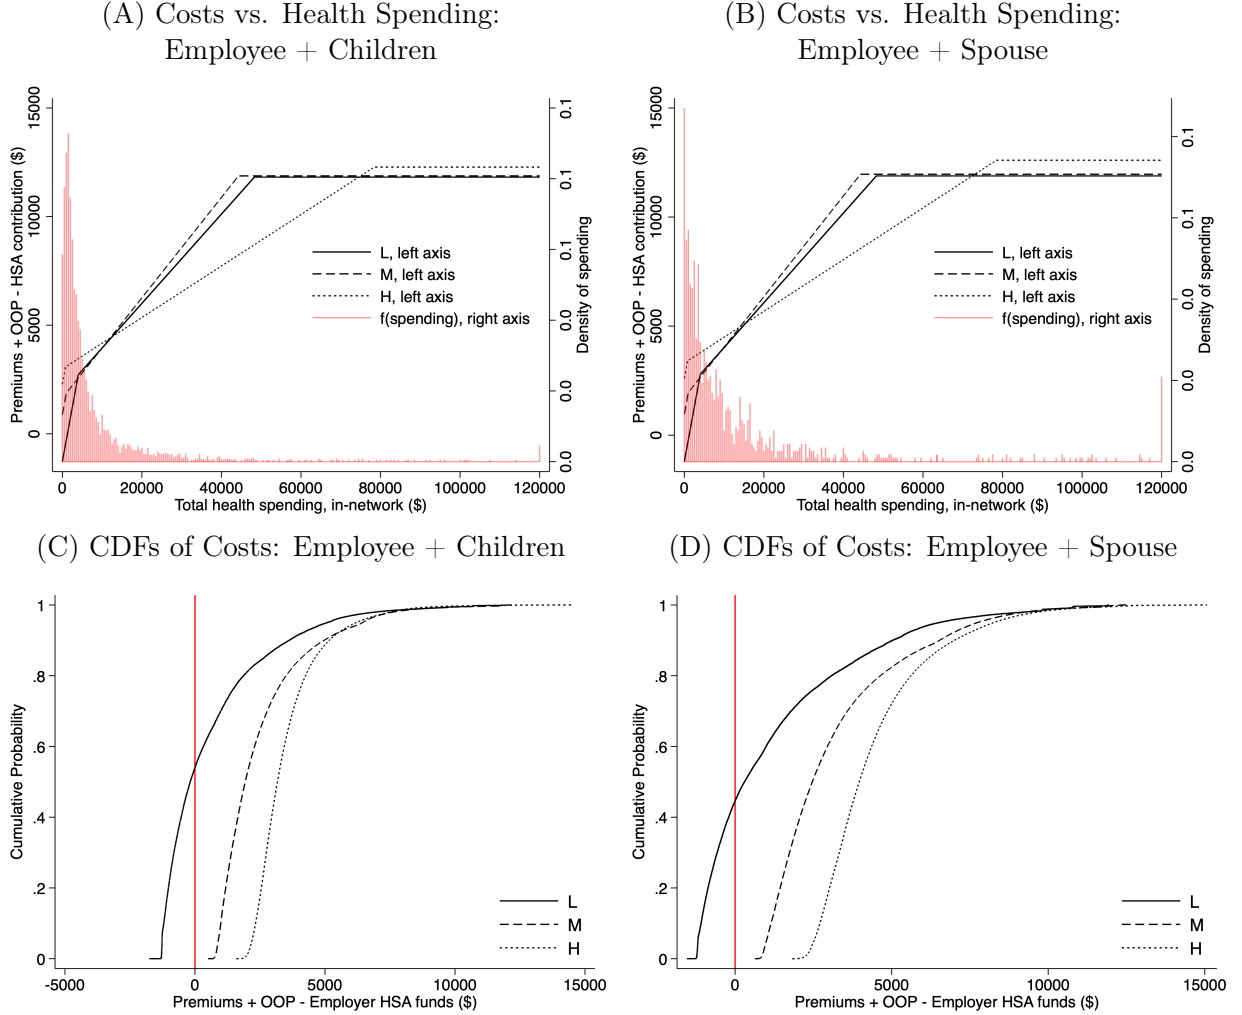 (A) Costs vs. Health Spending:
Employee + Children
Premiums + OOP - HSA contribution ($)
15000
10000
5000
0
0.1
0.1
0.1
0.0
0.0
0.0
Density of spending
L, left axis
M, left axis
H, left axis
f(spending), right axis
0 20000 40000 60000 80000 100000 120000
Total health spending, in-network ($)
(B) Costs vs. Health Spending:
Employee + Spouse
Premiums + OOP - HSA contribution ($)
15000
10000
5000
0
0.1
0.1
0.0
0.0
0.0
Density of spending
L, left axis
M, left axis
H, left axis
f(spending), right axis
0 20000 40000 60000 80000 100000 120000
Total health spending, in-network ($)
(C) CDFs of Costs: Employee + Children
Cumulative Probability
1
.8
.6
.4
.2
0
L
M
H
-5000 0 5000 10000 15000
Premiums + OOP - Employer HSA funds ($)
(D) CDFs of Costs: Employee + Spouse
Cumulative Probability
1
.8
.6
.4
.2
0
L
M
H
0 5000 10000 15000
Premiums + OOP - Employer HSA funds ($)